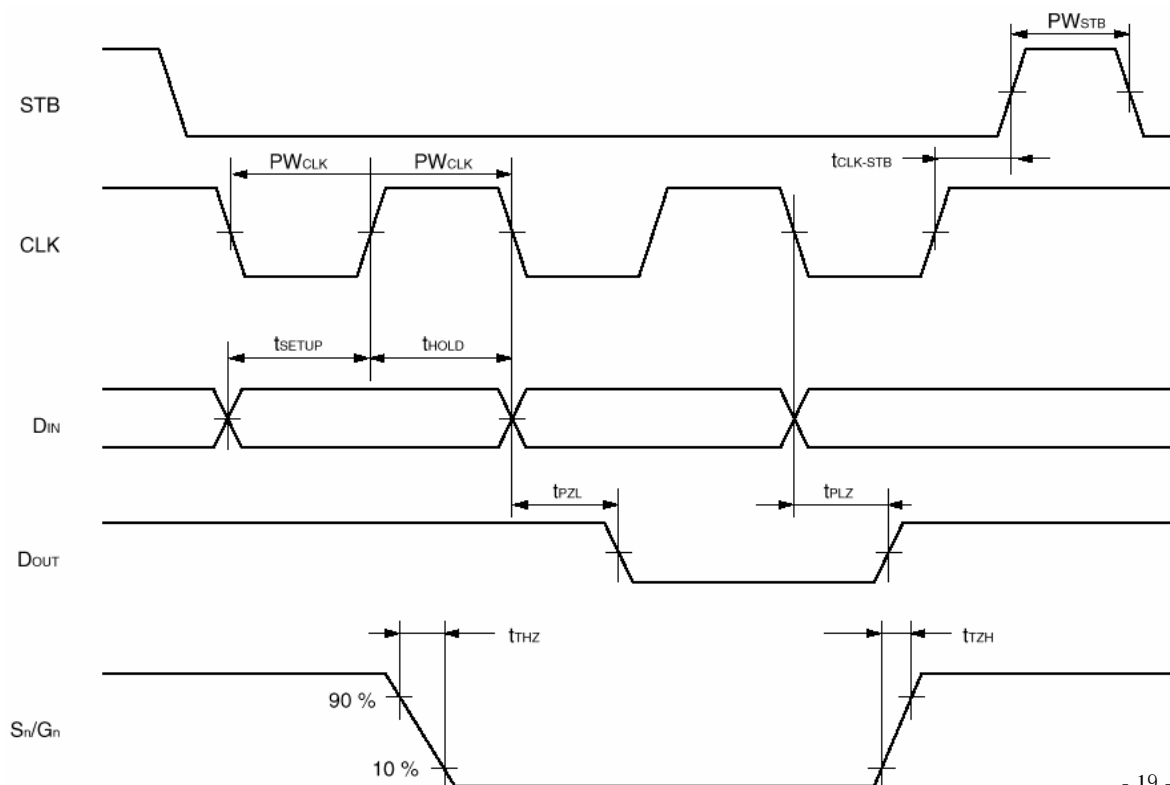 PWSTB
STB
tCLK-STB
PWCLK PWCLK
CLK
tSETUP tHOLD
DIN
tPZL tPLZ
DOUT
tTHZ tTZH
90 %
Sn/Gn
10 %
- 19 -